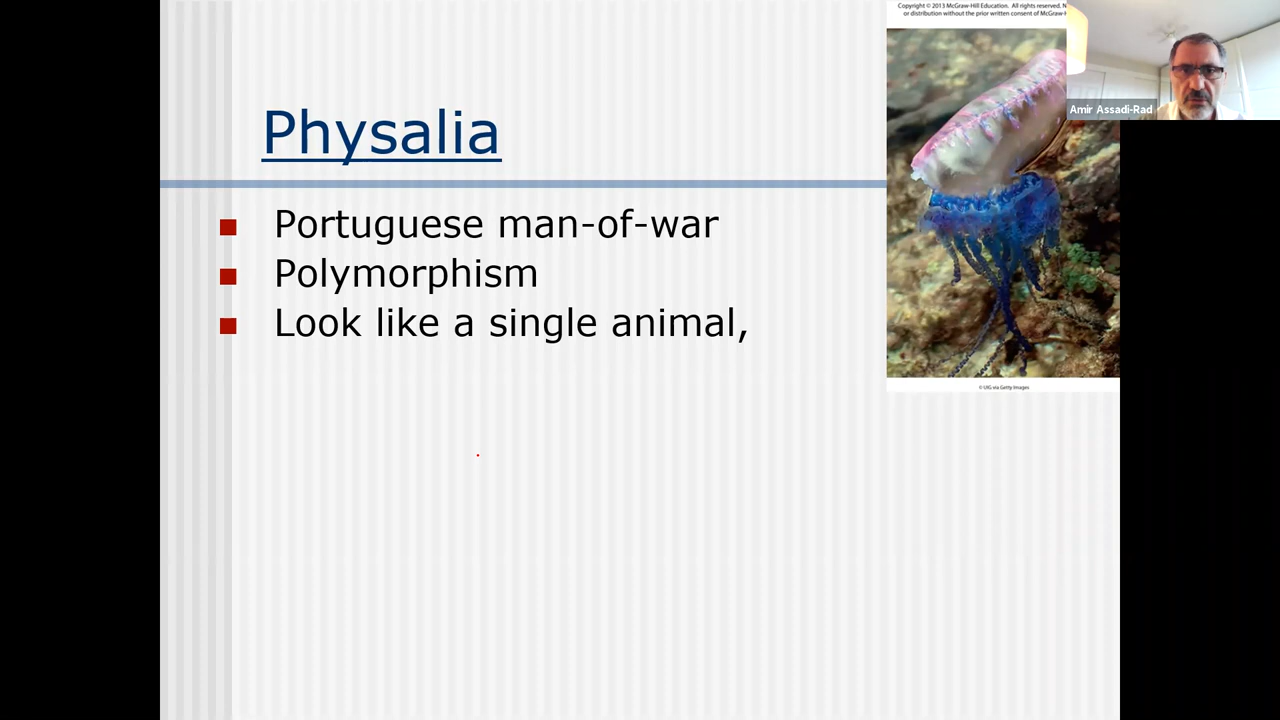 Copyright © 2013 McGraw-Hill Education. All rights reserved. N
or distribution without the prior written consent of McGraw-H
Physalia
Amir Assadi-Rad
Portuguese man-of-war
Polymorphism
Look like a single animal,
© UIG via Getty Images